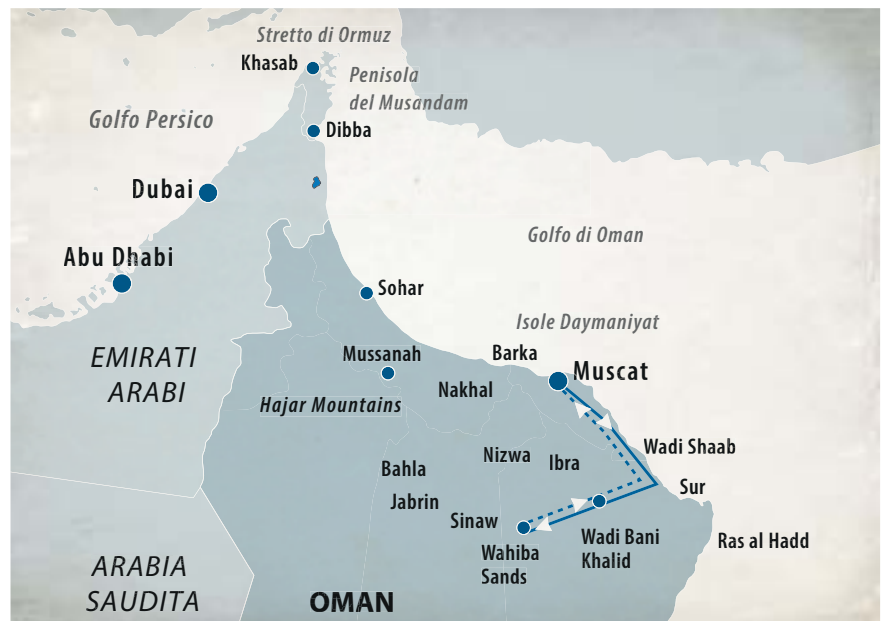 Stretto di Ormuz
Khasab
Penisola
del Musandam
Golfo Persico
Dibba
Dubai
Golfo di Oman
Abu Dhabi
Sohar
Isole Daymaniyat
EMIRATI
ARABI
Mussanah
Barka
Muscat
Nakhal
Hajar Mountains
Wadi Shaab
Nizwa
Ibra
Bahla
Sur
Jabrin
Sinaw
Wadi Bani
Khalid
Ras al Hadd
Wahiba
Sands
ARABIA
SAUDITA
OMAN